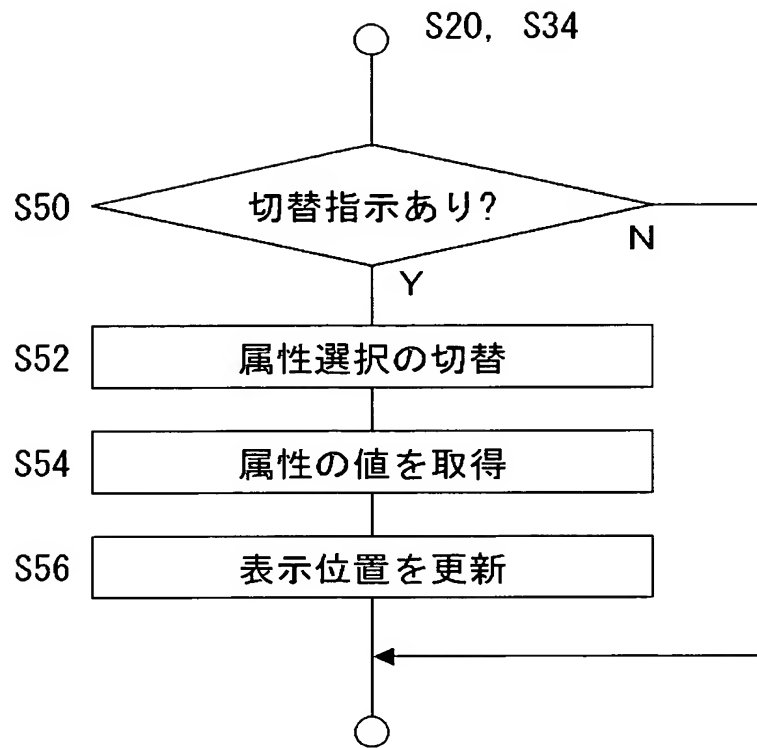 S20, S34
S50
切替指示あり?
N
Y
S52
属性選択の切替
S54
属性の値を取得
S56
表示位置を更新